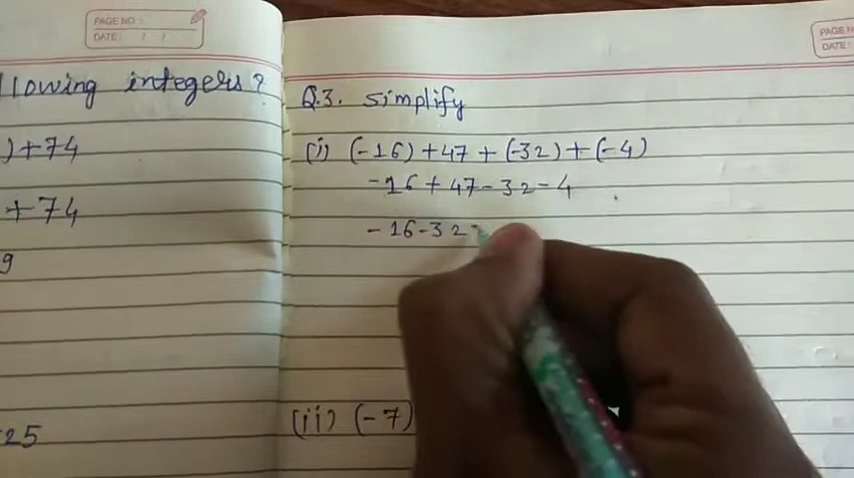 PAGE NO
DATE: / /
llowing integers?
) + 74
+ 74
9
25
PAGE N
DATE:
Q.3. Simplify
(i) (-16) + 47 + (-32) + (-4)
-16 + 47 - 32 - 4
- 16 - 32 -
(ii) (-7)